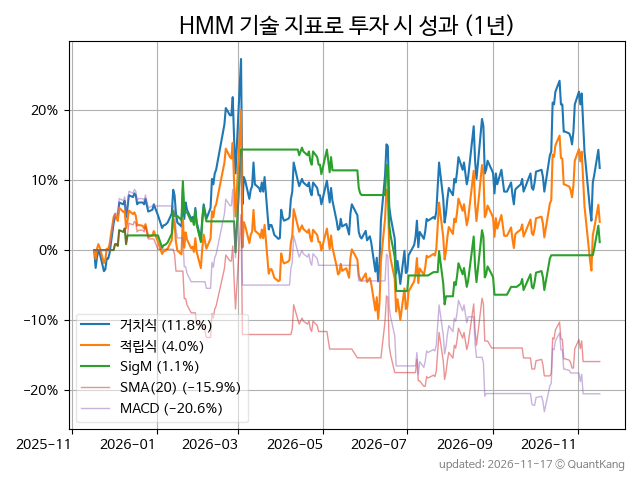 HMM 기술 지표로 투자 시 성과 (1년)
20%
10%
0%
−10%
−20%
거치식 (11.8%)
적립식 (4.0%)
SigM (1.1%)
SMA(20) (−15.9%)
MACD (−20.6%)
2025-11
2026-01
2026-03
2026-05
2026-07
2026-09
2026-11
updated: 2026-11-17 © QuantKang